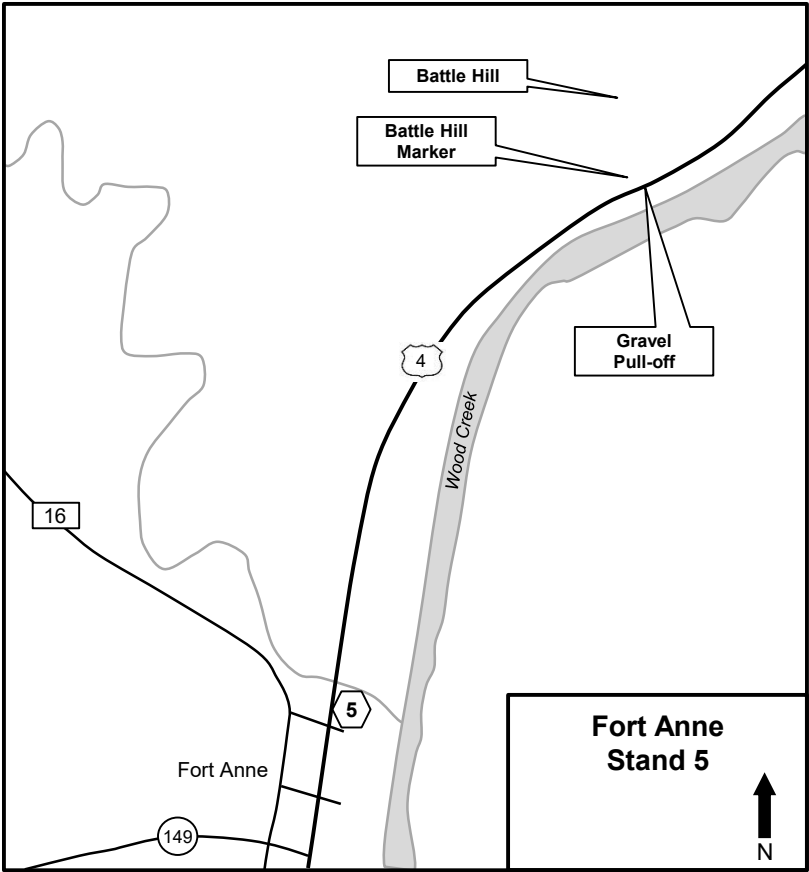 Battle Hill
Battle Hill
Marker
Gravel
Pull-off
4
Wood Creek
16
5
Fort Anne
149
Fort Anne
Stand 5
N